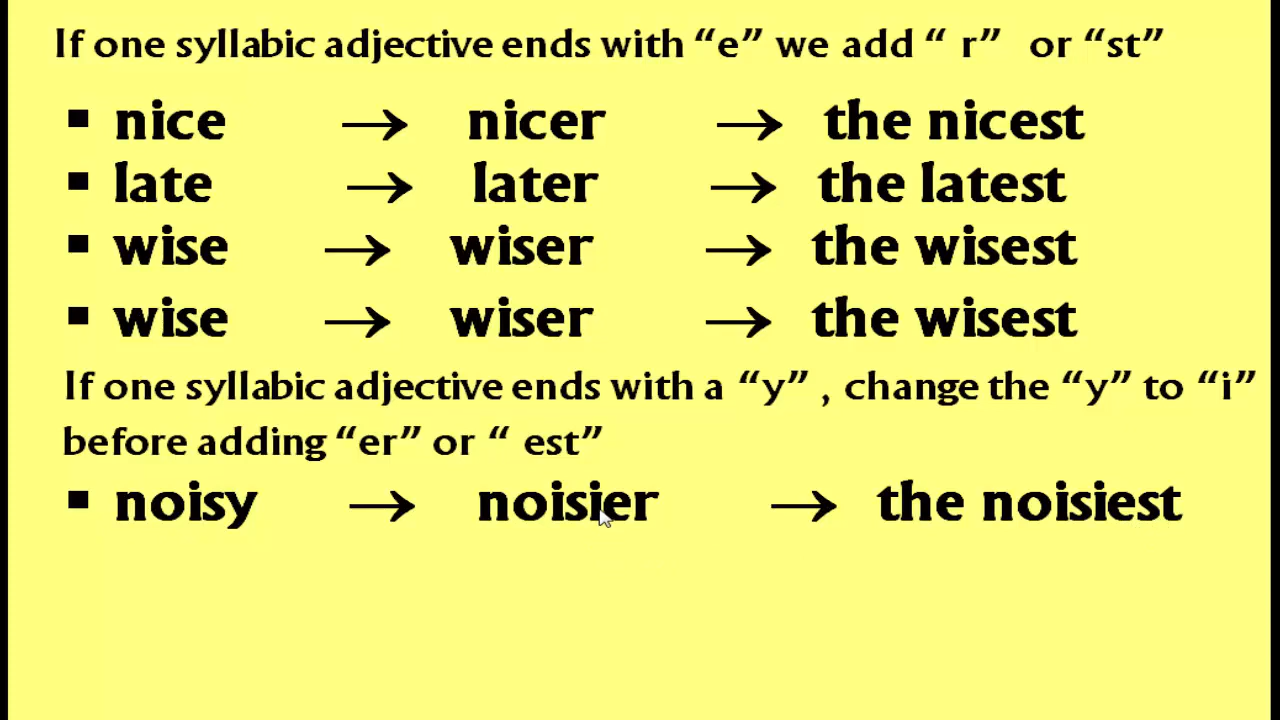 If one syllabic adjective ends with “e” we add “ r” or “st”
▪ nice → nicer → the nicest
▪ late → later → the latest
▪ wise → wiser → the wisest
▪ wise → wiser → the wisest
If one syllabic adjective ends with a “y” , change the “y” to “i”
before adding “er” or “ est”
▪ noisy → noisier → the noisiest